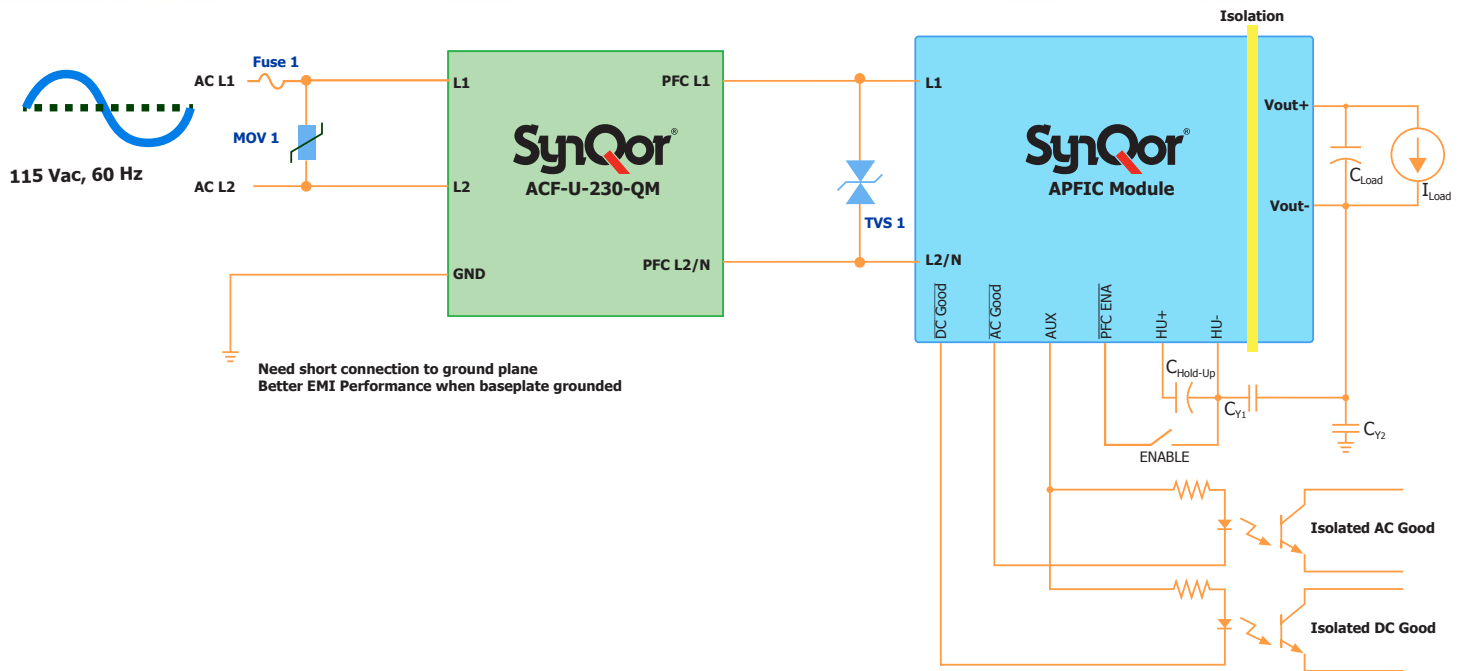 Isolation
Fuse 1
AC L1
L1
PFC L1
L1
Vout+
MOV 1
SynQor®
ACF-U-230-QM
SynQor®
APFIC Module
115 Vac, 60 Hz
AC L2
L2
TVS 1
CLoad
ILoad
Vout-
GND
PFC L2/N
L2/N
DC Good
AC Good
AUX
PFC ENA
HU+
HU-
Need short connection to ground plane
Better EMI Performance when baseplate grounded
CHold-Up
CY1
CY2
ENABLE
Isolated AC Good
Isolated DC Good